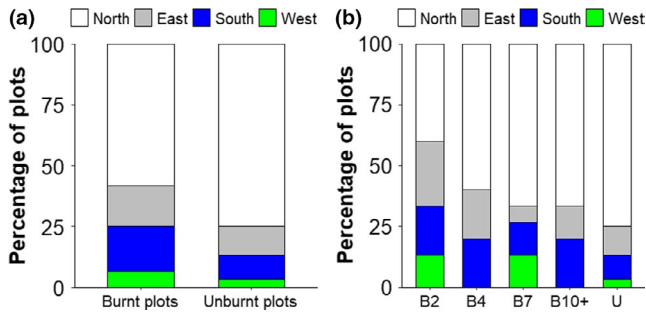 (a) North East South West
100
75
50
25
0
Percentage of plots
Burnt plots Unburnt plots
(b) North East South West
100
75
50
25
0
Percentage of plots
B2 B4 B7 B10+ U